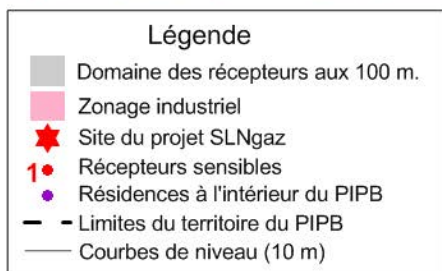 Légende
Domaine des récepteurs aux 100 m.
Zonage industriel
Site du projet SLNgaz
1 Récepteurs sensibles
Résidences à l'intérieur du PIPB
Limites du territoire du PIPB
Courbes de niveau (10 m)